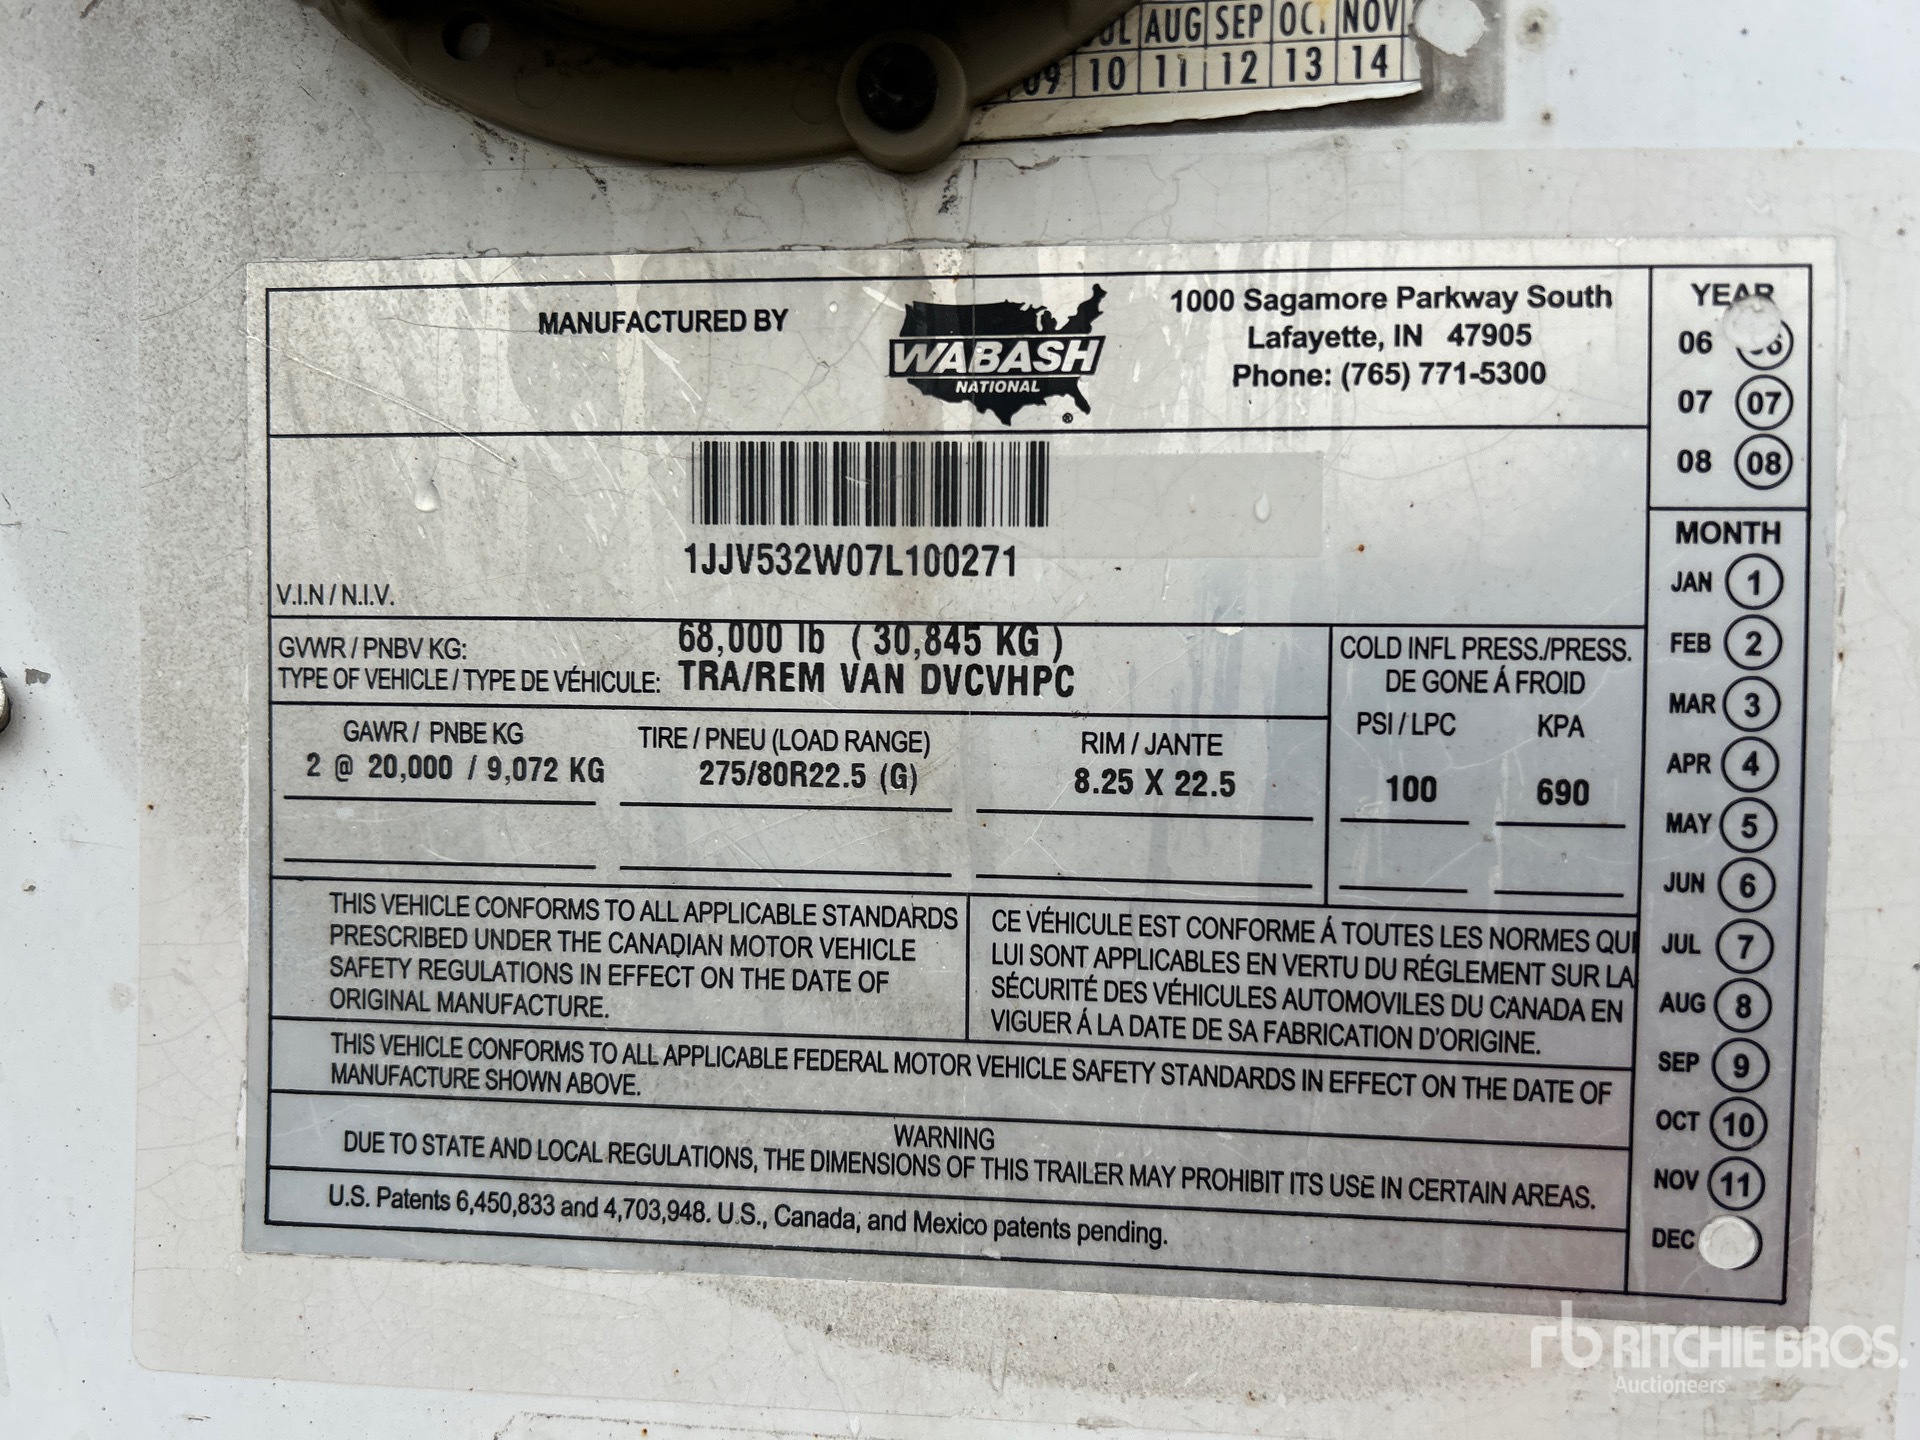 AUG SEP OCT NOV
09 10 11 12 13 14
MANUFACTURED BY
WABASH
NATIONAL
®
1000 Sagamore Parkway South
Lafayette, IN 47905
Phone: (765) 771-5300
1JJV532W07L100271
V.I.N / N.I.V.
GVWR / PNBV KG: 68,000 lb ( 30,845 KG )
TYPE OF VEHICLE / TYPE DE VÉHICULE: TRA/REM VAN DVCVHPC
COLD INFL PRESS./PRESS.
DE GONE Á FROID
PSI / LPC KPA
100 690
GAWR / PNBE KG TIRE / PNEU (LOAD RANGE) RIM / JANTE
2 @ 20,000 / 9,072 KG 275/80R22.5 (G) 8.25 X 22.5
THIS VEHICLE CONFORMS TO ALL APPLICABLE STANDARDS
PRESCRIBED UNDER THE CANADIAN MOTOR VEHICLE
SAFETY REGULATIONS IN EFFECT ON THE DATE OF
ORIGINAL MANUFACTURE.
CE VÉHICULE EST CONFORME Á TOUTES LES NORMES QUI
LUI SONT APPLICABLES EN VERTU DU RÉGLEMENT SUR LA
SÉCURITÉ DES VÉHICULES AUTOMOVILES DU CANADA EN
VIGUER Á LA DATE DE SA FABRICATION D'ORIGINE.
THIS VEHICLE CONFORMS TO ALL APPLICABLE FEDERAL MOTOR VEHICLE SAFETY STANDARDS IN EFFECT ON THE DATE OF
MANUFACTURE SHOWN ABOVE.
WARNING
DUE TO STATE AND LOCAL REGULATIONS, THE DIMENSIONS OF THIS TRAILER MAY PROHIBIT ITS USE IN CERTAIN AREAS.
U.S. Patents 6,450,833 and 4,703,948. U.S., Canada, and Mexico patents pending.
YEAR
06
07 07
08 08
MONTH
JAN 1
FEB 2
MAR 3
APR 4
MAY 5
JUN 6
JUL 7
AUG 8
SEP 9
OCT 10
NOV 11
DEC
rb RITCHIE BROS.
Auctioneers